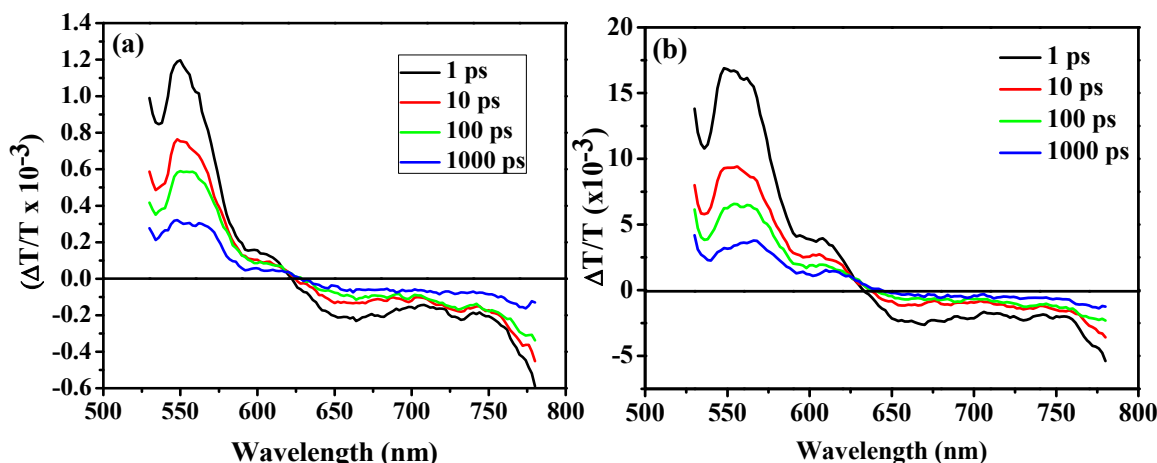 (a)
1 ps
10 ps
100 ps
1000 ps
(ΔT/T x 10-3)
1.4
1.2
1.0
0.8
0.6
0.4
0.2
0.0
-0.2
-0.4
-0.6
500 550 600 650 700 750 800
Wavelength (nm)
(b)
1 ps
10 ps
100 ps
1000 ps
ΔT/T (x10-3)
20
15
10
5
0
-5
500 550 600 650 700 750 800
Wavelength (nm)